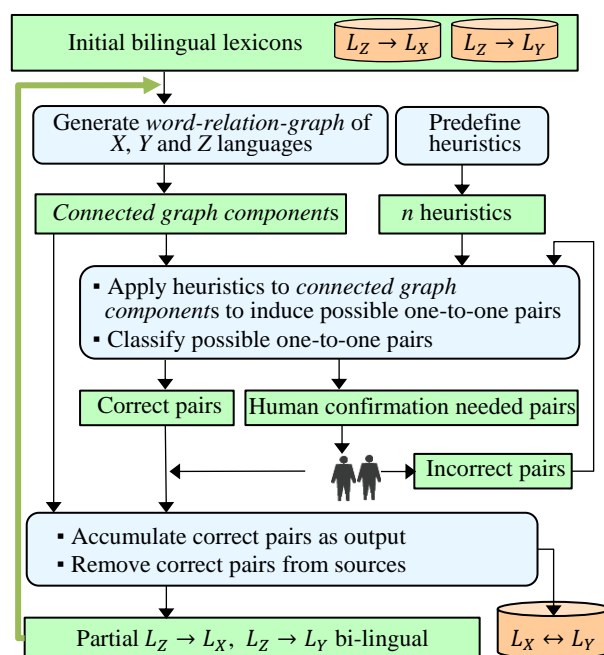 Initial bilingual lexicons
L_Z → L_X
L_Z → L_Y
Generate word-relation-graph of
X, Y and Z languages
Predefine
heuristics
Connected graph components
n heuristics
▪ Apply heuristics to connected graph
components to induce possible one-to-one pairs
▪ Classify possible one-to-one pairs
Correct pairs
Human confirmation needed pairs
Incorrect pairs
▪ Accumulate correct pairs as output
▪ Remove correct pairs from sources
Partial L_Z → L_X, L_Z → L_Y bi-lingual
L_X ↔ L_Y